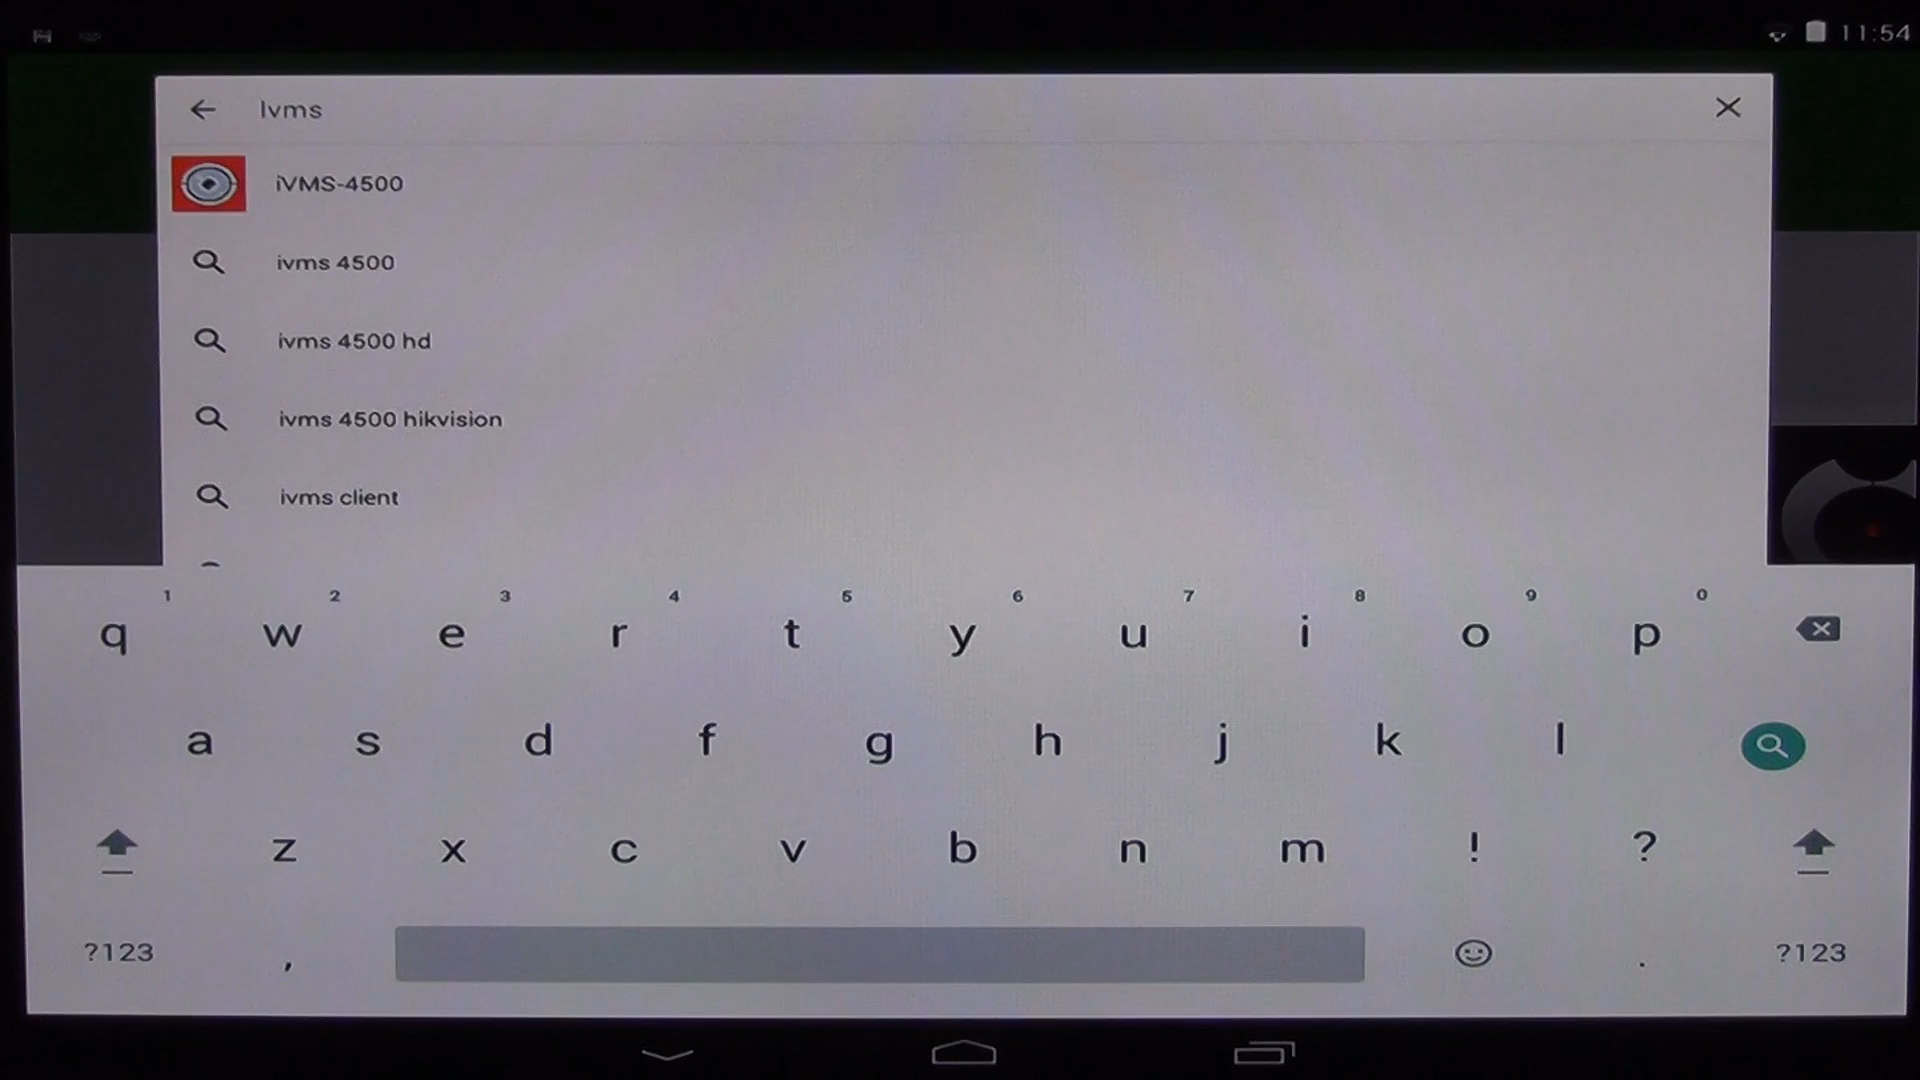 11:54
Ivms
iVMS-4500
ivms 4500
ivms 4500 hd
ivms 4500 hikvision
ivms client
1 2 3 4 5 6 7 8 9 0
q w e r t y u i o p
a s d f g h j k l
z x c v b n m ! ?
?123 , . ?123